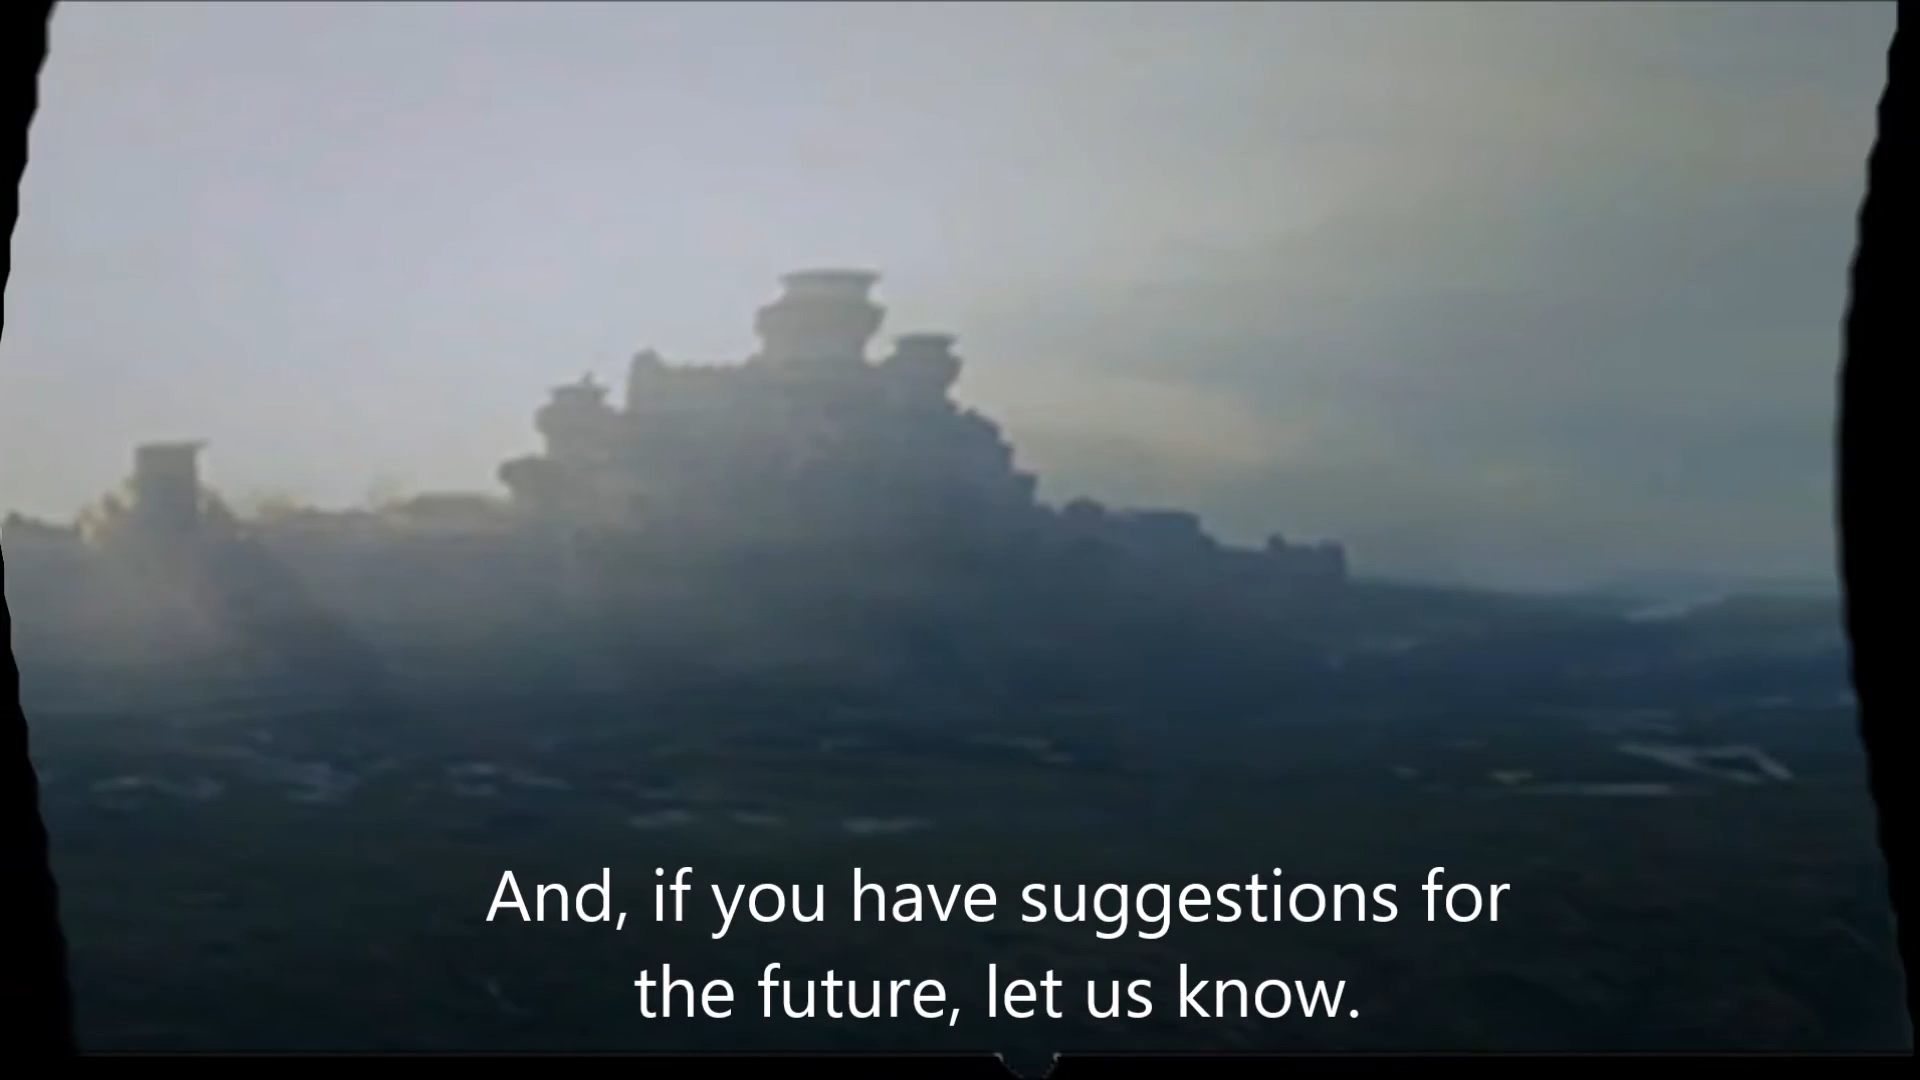 And, if you have suggestions for
the future, let us know.